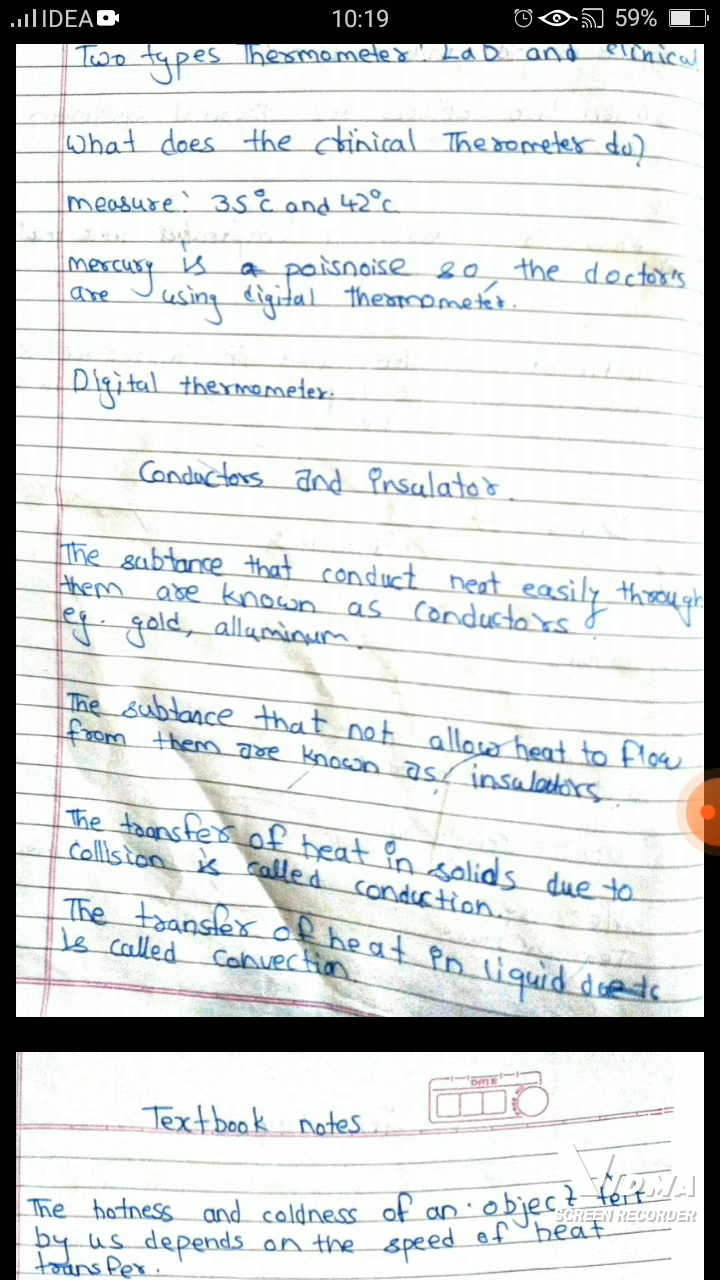 IDEA 10:19 59%
Two types Thermometer: Lab and clinical
What does the clinical Therometer do?
measure: 35°c and 42°c
mercury is a poisnoise so, the doctor's
are using digital thermometer.
Digital thermometer.
Conductors and insulator.
The subtance that conduct heat easily through
them are known as conductors
eg. gold, alluminum.
The subtance that not allow heat to flow
from them are known as insulators
The transfer of heat in solids due to
collision is called conduction.
The transfer of heat in liquid due to
is called convection
DATE
Textbook notes
VIDMA
SCREEN RECORDER
The hotness and coldness of an object felt
by us depends on the speed of heat
transfer.